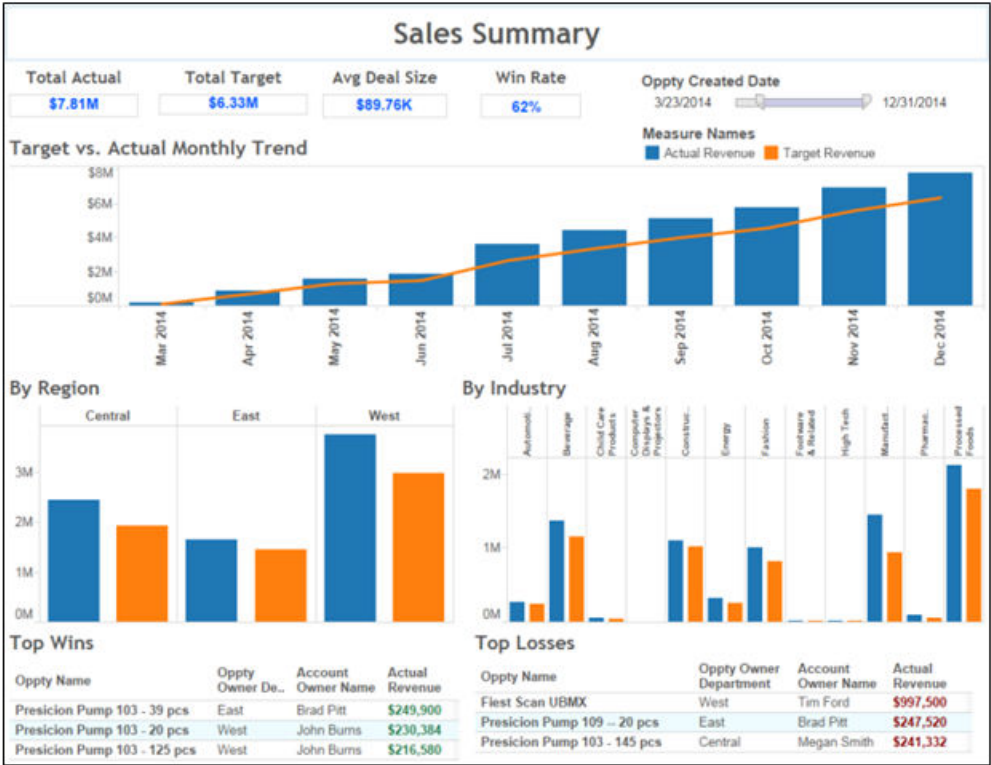 Sales Summary
Total Actual Total Target Avg Deal Size Win Rate
$7.81M $6.33M $89.76K 62%
Oppty Created Date
3/23/2014 12/31/2014
Measure Names
Actual Revenue Target Revenue
Target vs. Actual Monthly Trend
$8M
$6M
$4M
$2M
$0M
Mar 2014 Apr 2014 May 2014 Jun 2014 Jul 2014 Aug 2014 Sep 2014 Oct 2014 Nov 2014 Dec 2014
By Region
Central East West
3M
2M
1M
0M
By Industry
Automoti..
Beverage
Child Care
Products
Computer
Displays &
Projectors
Construc..
Energy
Fashion
Footware
& Related
High Tech
Manufact..
Pharmac..
Processed
Foods
2M
1M
0M
Top Wins
Oppty Name Oppty Owner De.. Account Owner Name Actual Revenue
Presicion Pump 103 - 39 pcs East Brad Pitt $249,900
Presicion Pump 103 - 20 pcs West John Burns $230,384
Presicion Pump 103 - 125 pcs West John Burns $216,580
Top Losses
Oppty Name Oppty Owner Department Account Owner Name Actual Revenue
Flest Scan UBMX West Tim Ford $997,500
Presicion Pump 109 -- 20 pcs East Brad Pitt $247,520
Presicion Pump 103 - 145 pcs Central Megan Smith $241,332